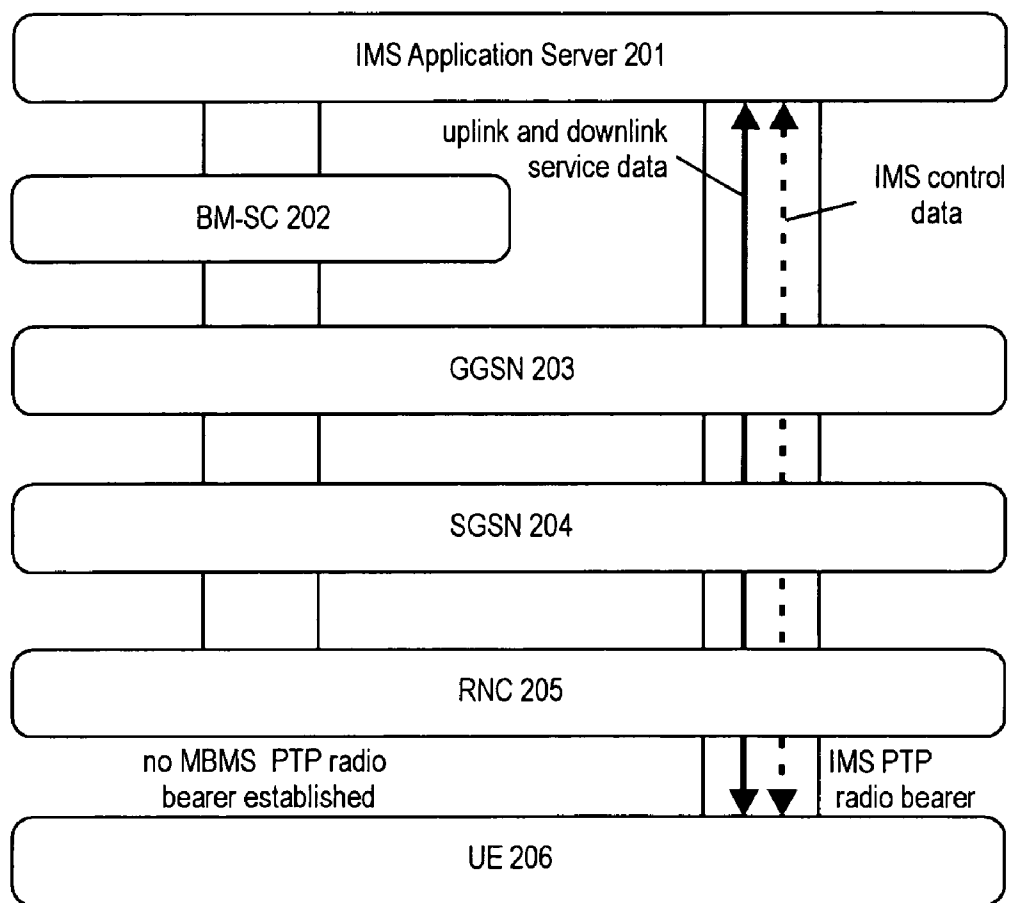 IMS Application Server 201
uplink and downlink
service data
IMS control
data
BM-SC 202
GGSN 203
SGSN 204
RNC 205
no MBMS PTP radio
bearer established
IMS PTP
radio bearer
UE 206